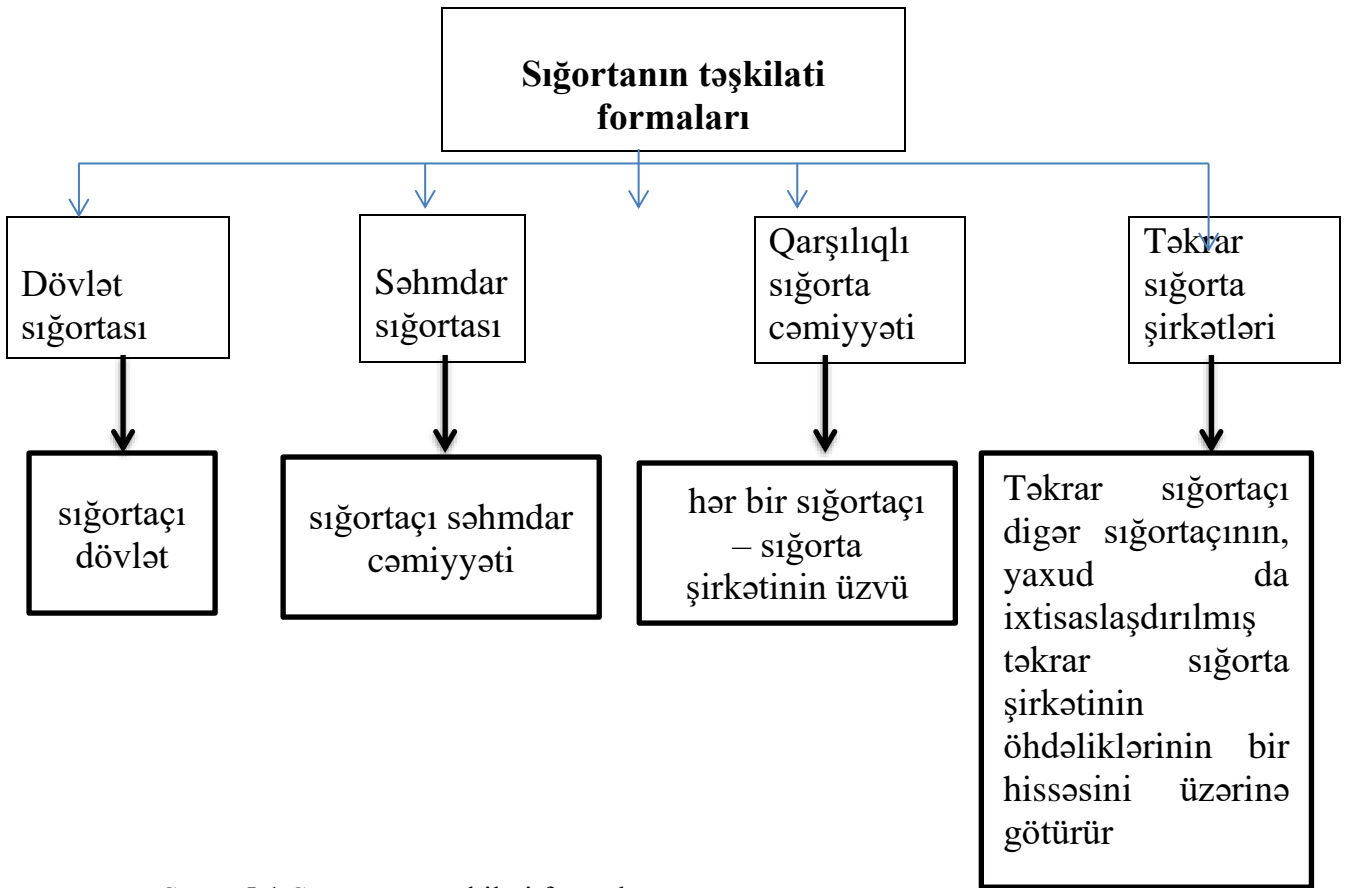 Sığortanın təşkilati
formaları
Dövlət
sığortası
Səhmdar
sığortası
Qarşılıqlı
sığorta
cəmiyyəti
Təkrar
sığorta
şirkətləri
sığortaçı
dövlət
sığortaçı səhmdar
cəmiyyəti
hər bir sığortaçı
– sığorta
şirkətinin üzvü
Təkrar sığortaçı
digər sığortaçının,
yaxud da
ixtisaslaşdırılmış
təkrar sığorta
şirkətinin
öhdəliklərinin bir
hissəsini üzərinə
götürür